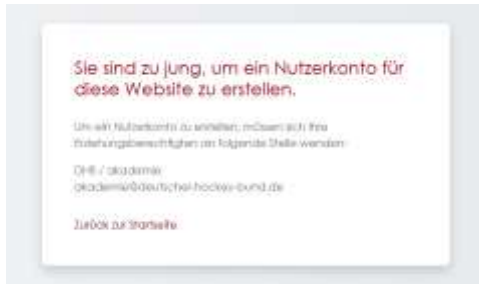 Sie sind zu jung, um ein Nutzerkonto für
diese Website zu erstellen.
Um ein Nutzerkonto zu erstellen, müssen sich Ihre
Erziehungsberechtigten an folgende Stelle wenden:
DHB / akademie
akademie@deutscher-hockey-bund.de
Zurück zur Startseite